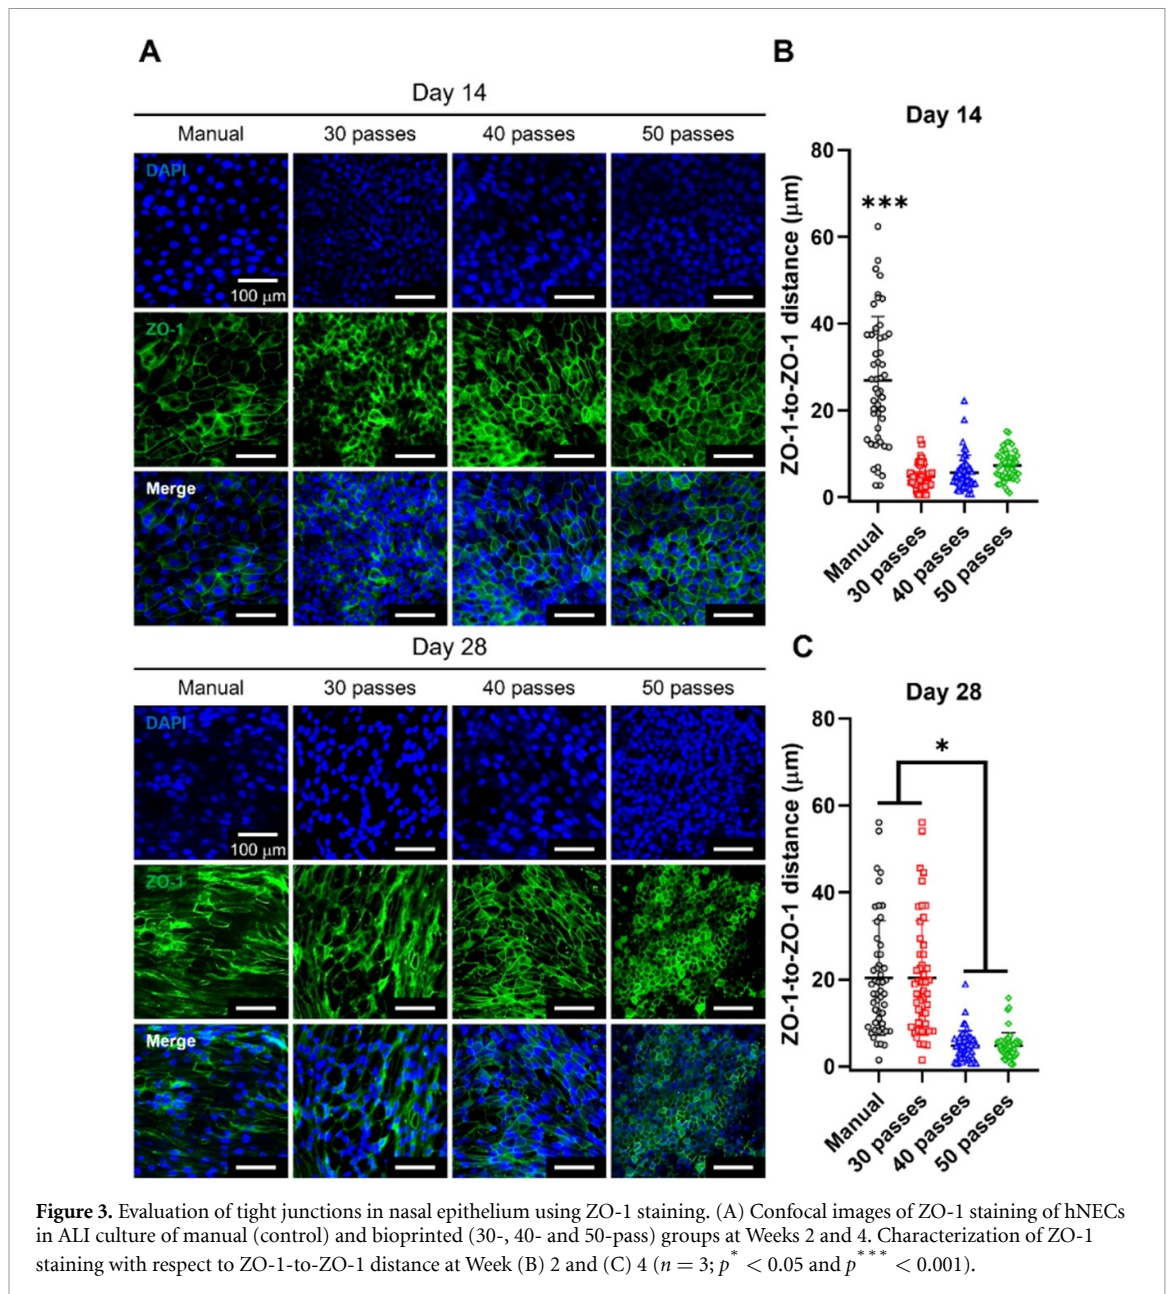 A
Day 14
Manual 30 passes 40 passes 50 passes
DAPI
100 μm
ZO-1
Merge
Day 28
Manual 30 passes 40 passes 50 passes
DAPI
100 μm
ZO-1
Merge
B
Day 14
***
ZO-1-to-ZO-1 distance (μm)
80
60
40
20
0
Manual
30 passes
40 passes
50 passes
C
Day 28
*
ZO-1-to-ZO-1 distance (μm)
80
60
40
20
0
Manual
30 passes
40 passes
50 passes
Figure 3. Evaluation of tight junctions in nasal epithelium using ZO-1 staining. (A) Confocal images of ZO-1 staining of hNECs
in ALI culture of manual (control) and bioprinted (30-, 40- and 50-pass) groups at Weeks 2 and 4. Characterization of ZO-1
staining with respect to ZO-1-to-ZO-1 distance at Week (B) 2 and (C) 4 (n = 3; p* < 0.05 and p*** < 0.001).